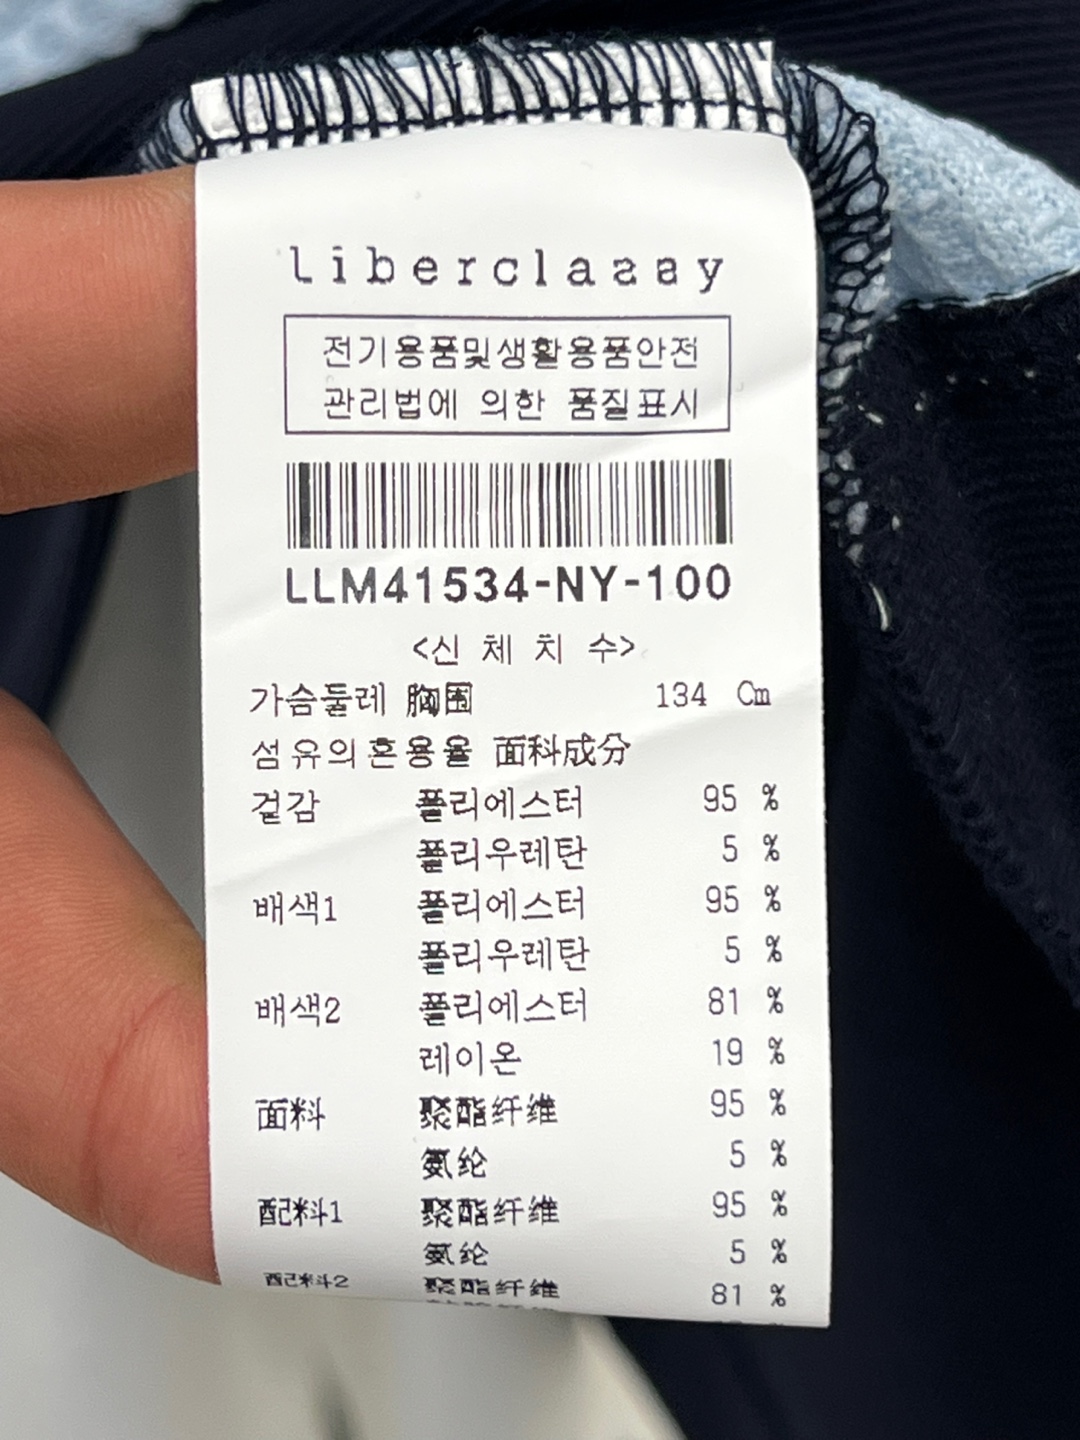 liberclassy
전기용품및생활용품안전
관리법에 의한 품질표시
LLM41534-NY-100
<신 체 치 수>
가슴둘레 胸围 134 Cm
섬유의혼용율 面料成分
겉감 폴리에스터 95 %
폴리우레탄 5 %
배색1 폴리에스터 95 %
폴리우레탄 5 %
배색2 폴리에스터 81 %
레이온 19 %
面料 聚酯纤维 95 %
氨纶 5 %
配料1 聚酯纤维 95 %
氨纶 5 %
配料2 聚酯纤维 81 %